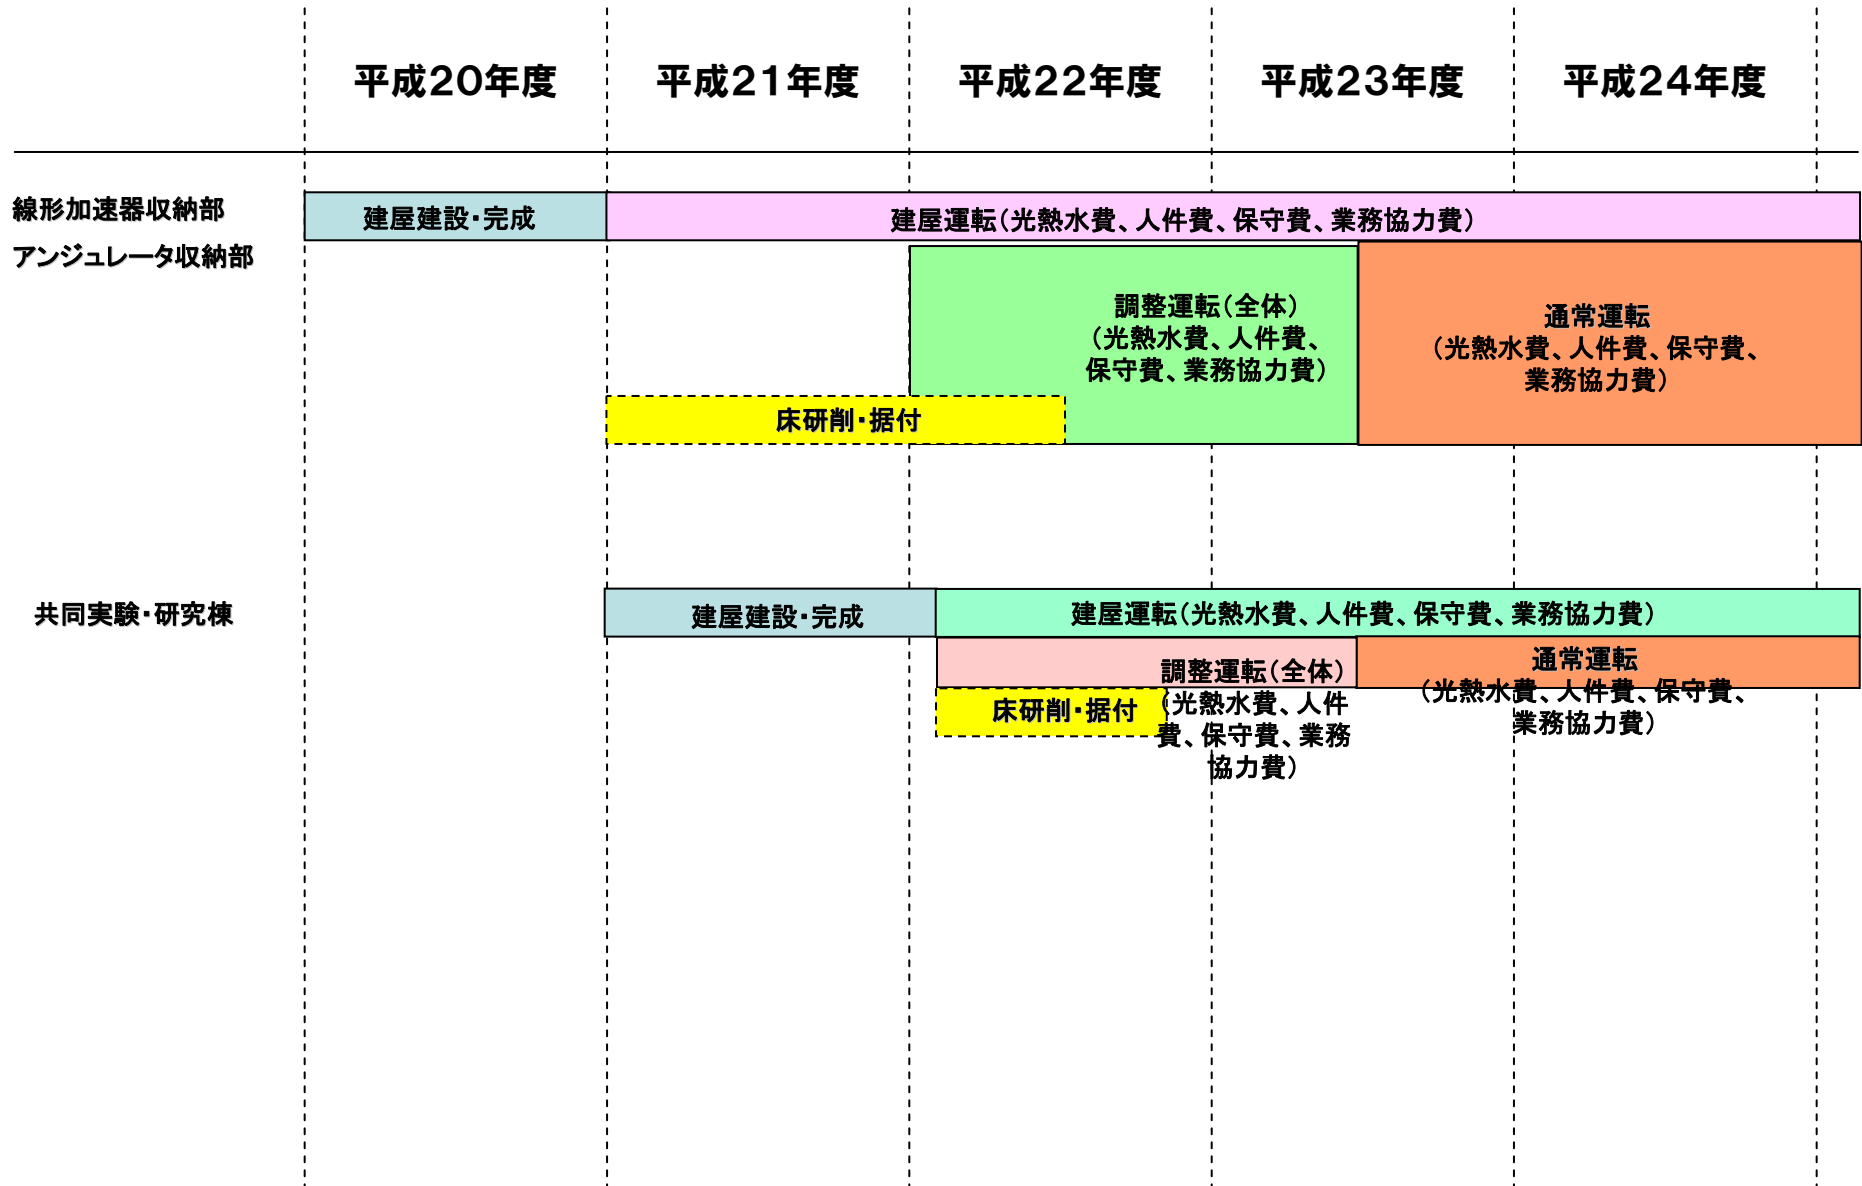 平成20年度
平成21年度
平成22年度
平成23年度
平成24年度
線形加速器収納部
アンジュレータ収納部
建屋建設・完成
建屋運転（光熱水費、人件費、保守費、業務協力費）
調整運転（全体）
（光熱水費、人件費、
保守費、業務協力費）
通常運転
（光熱水費、人件費、保守費、
業務協力費）
床研削・据付
共同実験・研究棟
建屋建設・完成
建屋運転（光熱水費、人件費、保守費、業務協力費）
調整運転（全体）
（光熱水費、人件
費、保守費、業務
協力費）
通常運転
（光熱水費、人件費、保守費、
業務協力費）
床研削・据付